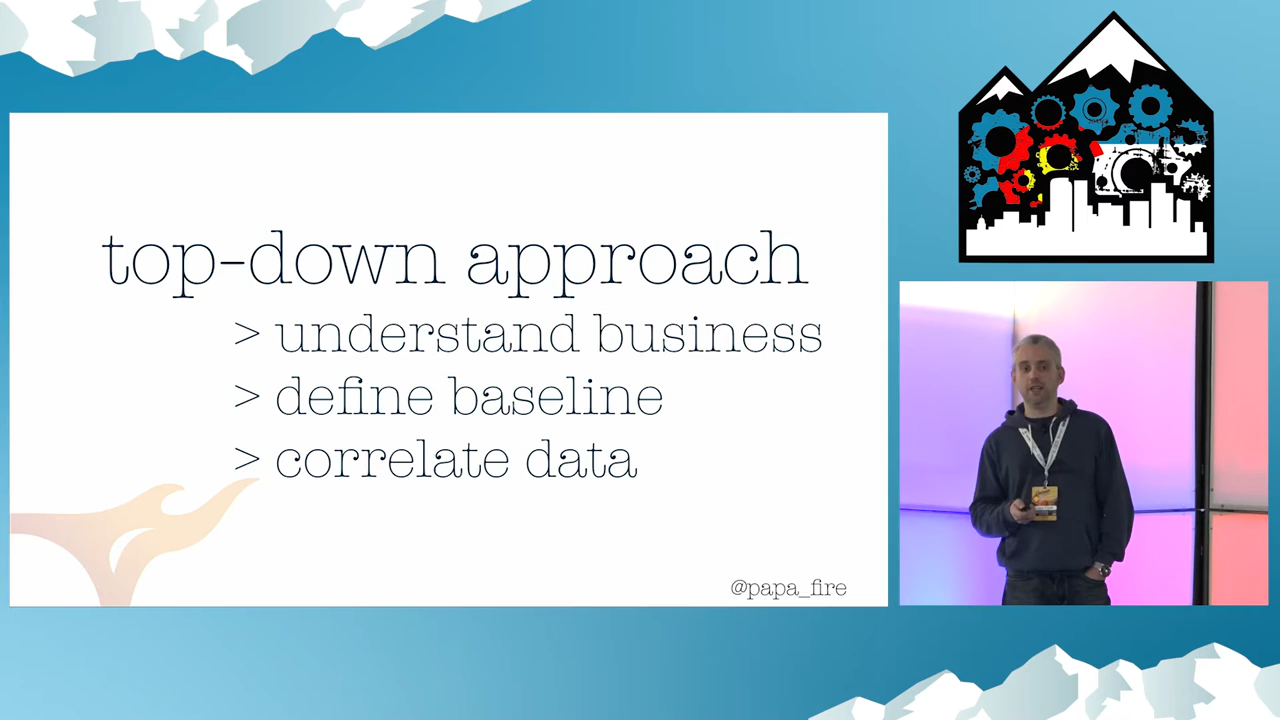 top-down approach
> understand business
> define baseline
> correlate data
@papa_fire